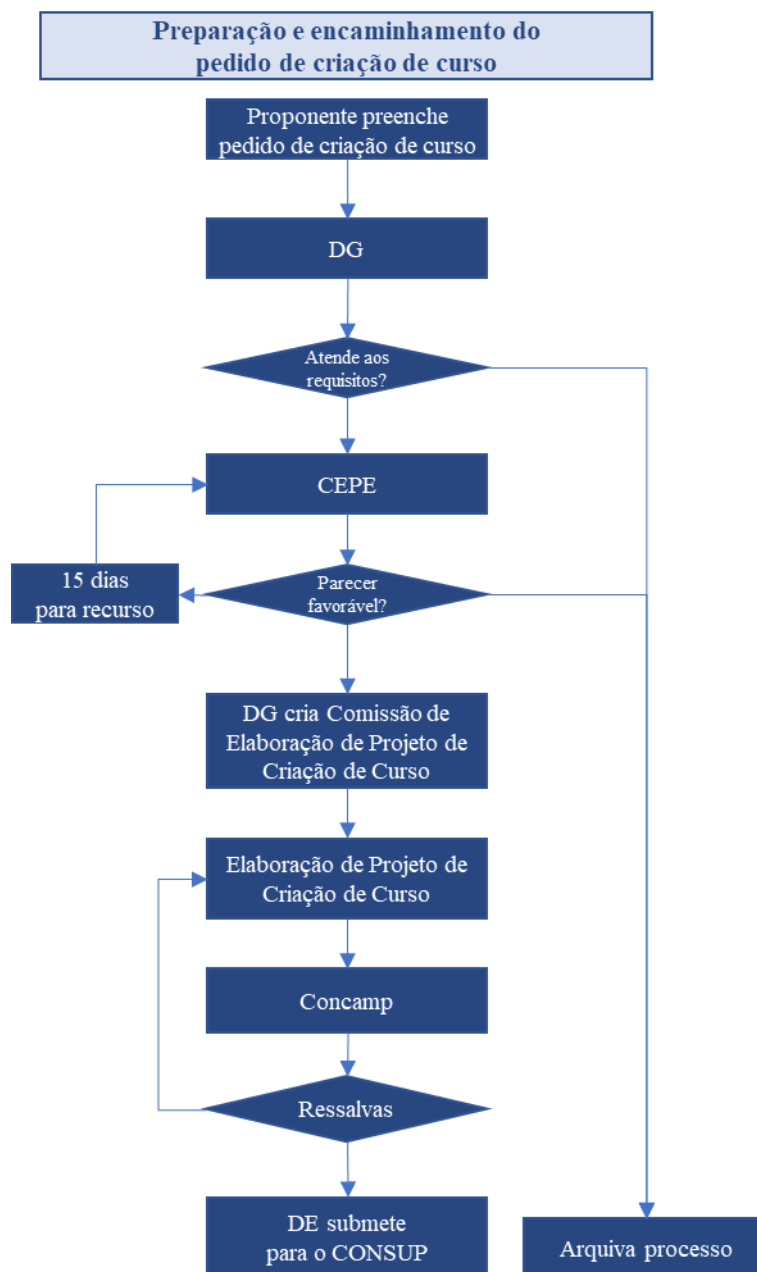 Preparação e encaminhamento do
pedido de criação de curso
Proponente preenche
pedido de criação de curso
DG
Atende aos
requisitos?
CEPE
15 dias
para recurso
Parecer
favorável?
DG cria Comissão de
Elaboração de Projeto de
Criação de Curso
Elaboração de Projeto de
Criação de Curso
Concamp
Ressalvas
DE submete
para o CONSUP
Arquiva processo